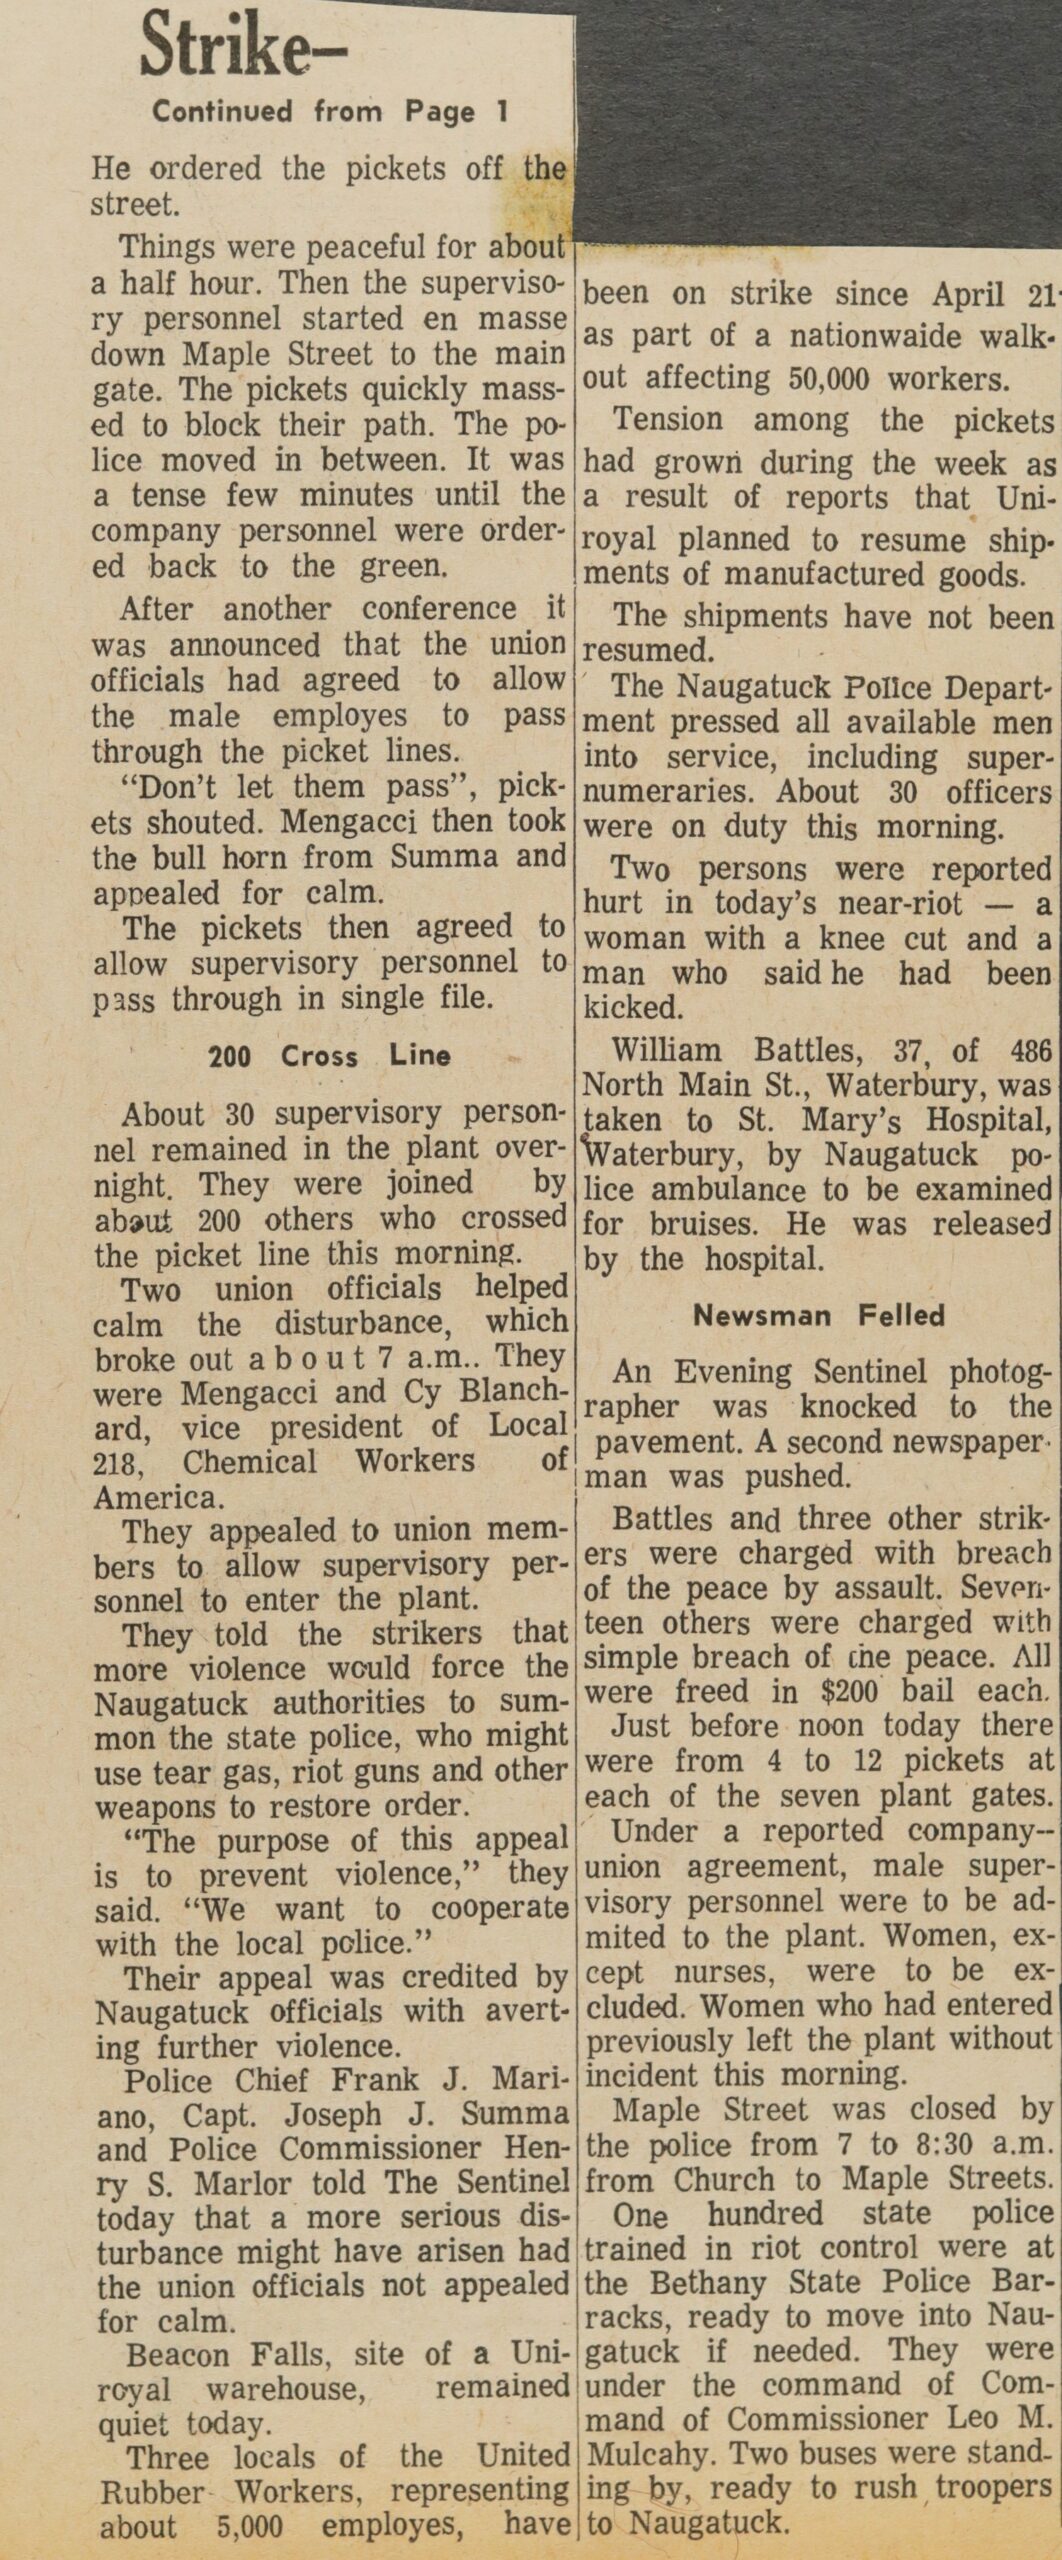 Strike–
Continued from Page 1
He ordered the pickets off the
street.
Things were peaceful for about
a half hour. Then the superviso-
ry personnel started en masse
down Maple Street to the main
gate. The pickets quickly mass-
ed to block their path. The po-
lice moved in between. It was
a tense few minutes until the
company personnel were order-
ed back to the green.
After another conference it
was announced that the union
officials had agreed to allow
the male employes to pass
through the picket lines.
“Don’t let them pass”, pick-
ets shouted. Mengacci then took
the bull horn from Summa and
appealed for calm.
The pickets then agreed to
allow supervisory personnel to
pass through in single file.
200 Cross Line
About 30 supervisory person-
nel remained in the plant over-
night. They were joined by
about 200 others who crossed
the picket line this morning.
Two union officials helped
calm the disturbance, which
broke out a b o u t 7 a.m.. They
were Mengacci and Cy Blanch-
ard, vice president of Local
218, Chemical Workers of
America.
They appealed to union mem-
bers to allow supervisory per-
sonnel to enter the plant.
They told the strikers that
more violence would force the
Naugatuck authorities to sum-
mon the state police, who might
use tear gas, riot guns and other
weapons to restore order.
“The purpose of this appeal
is to prevent violence,” they
said. “We want to cooperate
with the local police.”
Their appeal was credited by
Naugatuck officials with avert-
ing further violence.
Police Chief Frank J. Mari-
ano, Capt. Joseph J. Summa
and Police Commissioner Hen-
ry S. Marlor told The Sentinel
today that a more serious dis-
turbance might have arisen had
the union officials not appealed
for calm.
Beacon Falls, site of a Uni-
royal warehouse, remained
quiet today.
Three locals of the United
Rubber Workers, representing
about 5,000 employes, have
been on strike since April 21
as part of a nationwaide walk-
out affecting 50,000 workers.
Tension among the pickets
had grown during the week as
a result of reports that Uni-
royal planned to resume ship-
ments of manufactured goods.
The shipments have not been
resumed.
The Naugatuck Police Depart-
ment pressed all available men
into service, including super-
numeraries. About 30 officers
were on duty this morning.
Two persons were reported
hurt in today’s near-riot — a
woman with a knee cut and a
man who said he had been
kicked.
William Battles, 37, of 486
North Main St., Waterbury, was
taken to St. Mary’s Hospital,
Waterbury, by Naugatuck po-
lice ambulance to be examined
for bruises. He was released
by the hospital.
Newsman Felled
An Evening Sentinel photog-
rapher was knocked to the
pavement. A second newspaper-
man was pushed.
Battles and three other strik-
ers were charged with breach
of the peace by assault. Seven-
teen others were charged with
simple breach of the peace. All
were freed in $200 bail each.
Just before noon today there
were from 4 to 12 pickets at
each of the seven plant gates.
Under a reported company--
union agreement, male super-
visory personnel were to be ad-
mited to the plant. Women, ex-
cept nurses, were to be ex-
cluded. Women who had entered
previously left the plant without
incident this morning.
Maple Street was closed by
the police from 7 to 8:30 a.m.
from Church to Maple Streets.
One hundred state police
trained in riot control were at
the Bethany State Police Bar-
racks, ready to move into Nau-
gatuck if needed. They were
under the command of Com-
mand of Commissioner Leo M.
Mulcahy. Two buses were stand-
ing by, ready to rush troopers
to Naugatuck.